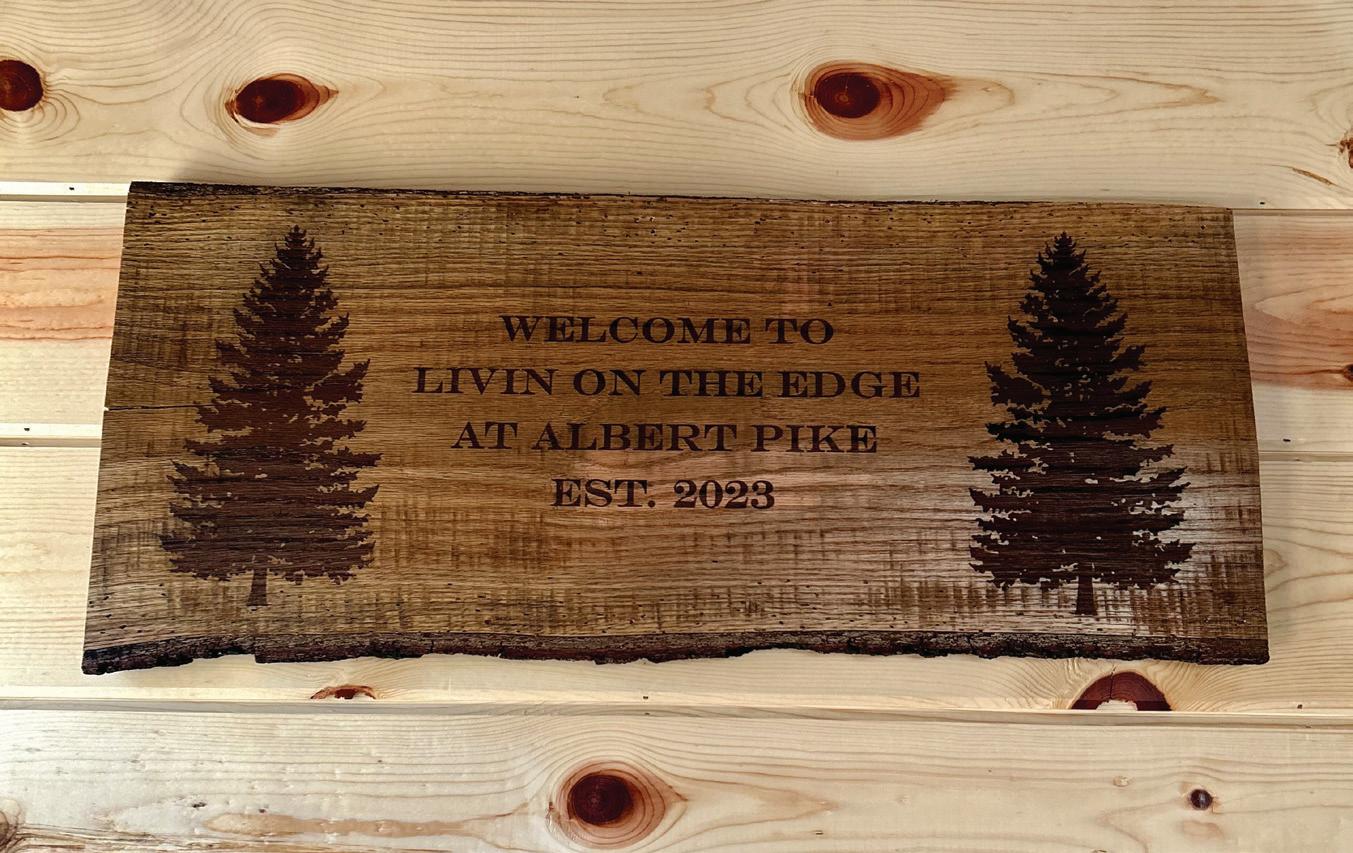 WELCOME TO
LIVIN ON THE EDGE
AT ALBERT PIKE
EST. 2023